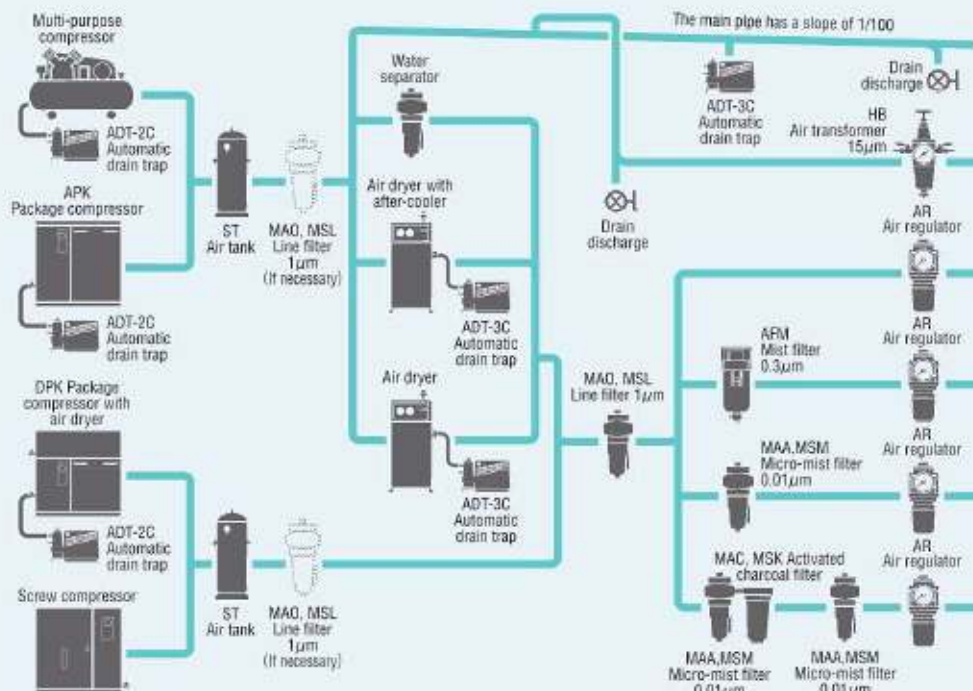 Multi-purpose
compressor
ADT-2C
Automatic
drain trap
APK
Package compressor
ADT-2C
Automatic
drain trap
DPK Package
compressor with
air dryer
ADT-2C
Automatic
drain trap
Screw compressor
ST
Air tank
MAO, MSL
Line filter
1µm
(If necessary)
ST
Air tank
MAO, MSL
Line filter
1µm
(If necessary)
Water
separator
Air dryer with
after-cooler
ADT-3C
Automatic
drain trap
Air dryer
ADT-3C
Automatic
drain trap
The main pipe has a slope of 1/100
ADT-3C
Automatic
drain trap
Drain
discharge
Drain
discharge
HB
Air transformer
15µm
MAO, MSL
Line filter 1µm
AR
Air regulator
AFM
Mist filter
0.3µm
AR
Air regulator
MAA,MSM
Micro-mist filter
0.01µm
AR
Air regulator
MAC, MSK Activated
charcoal filter
AR
Air regulator
MAA,MSM
Micro-mist filter
0.01µm
MAA,MSM
Micro-mist filter
0.01µm